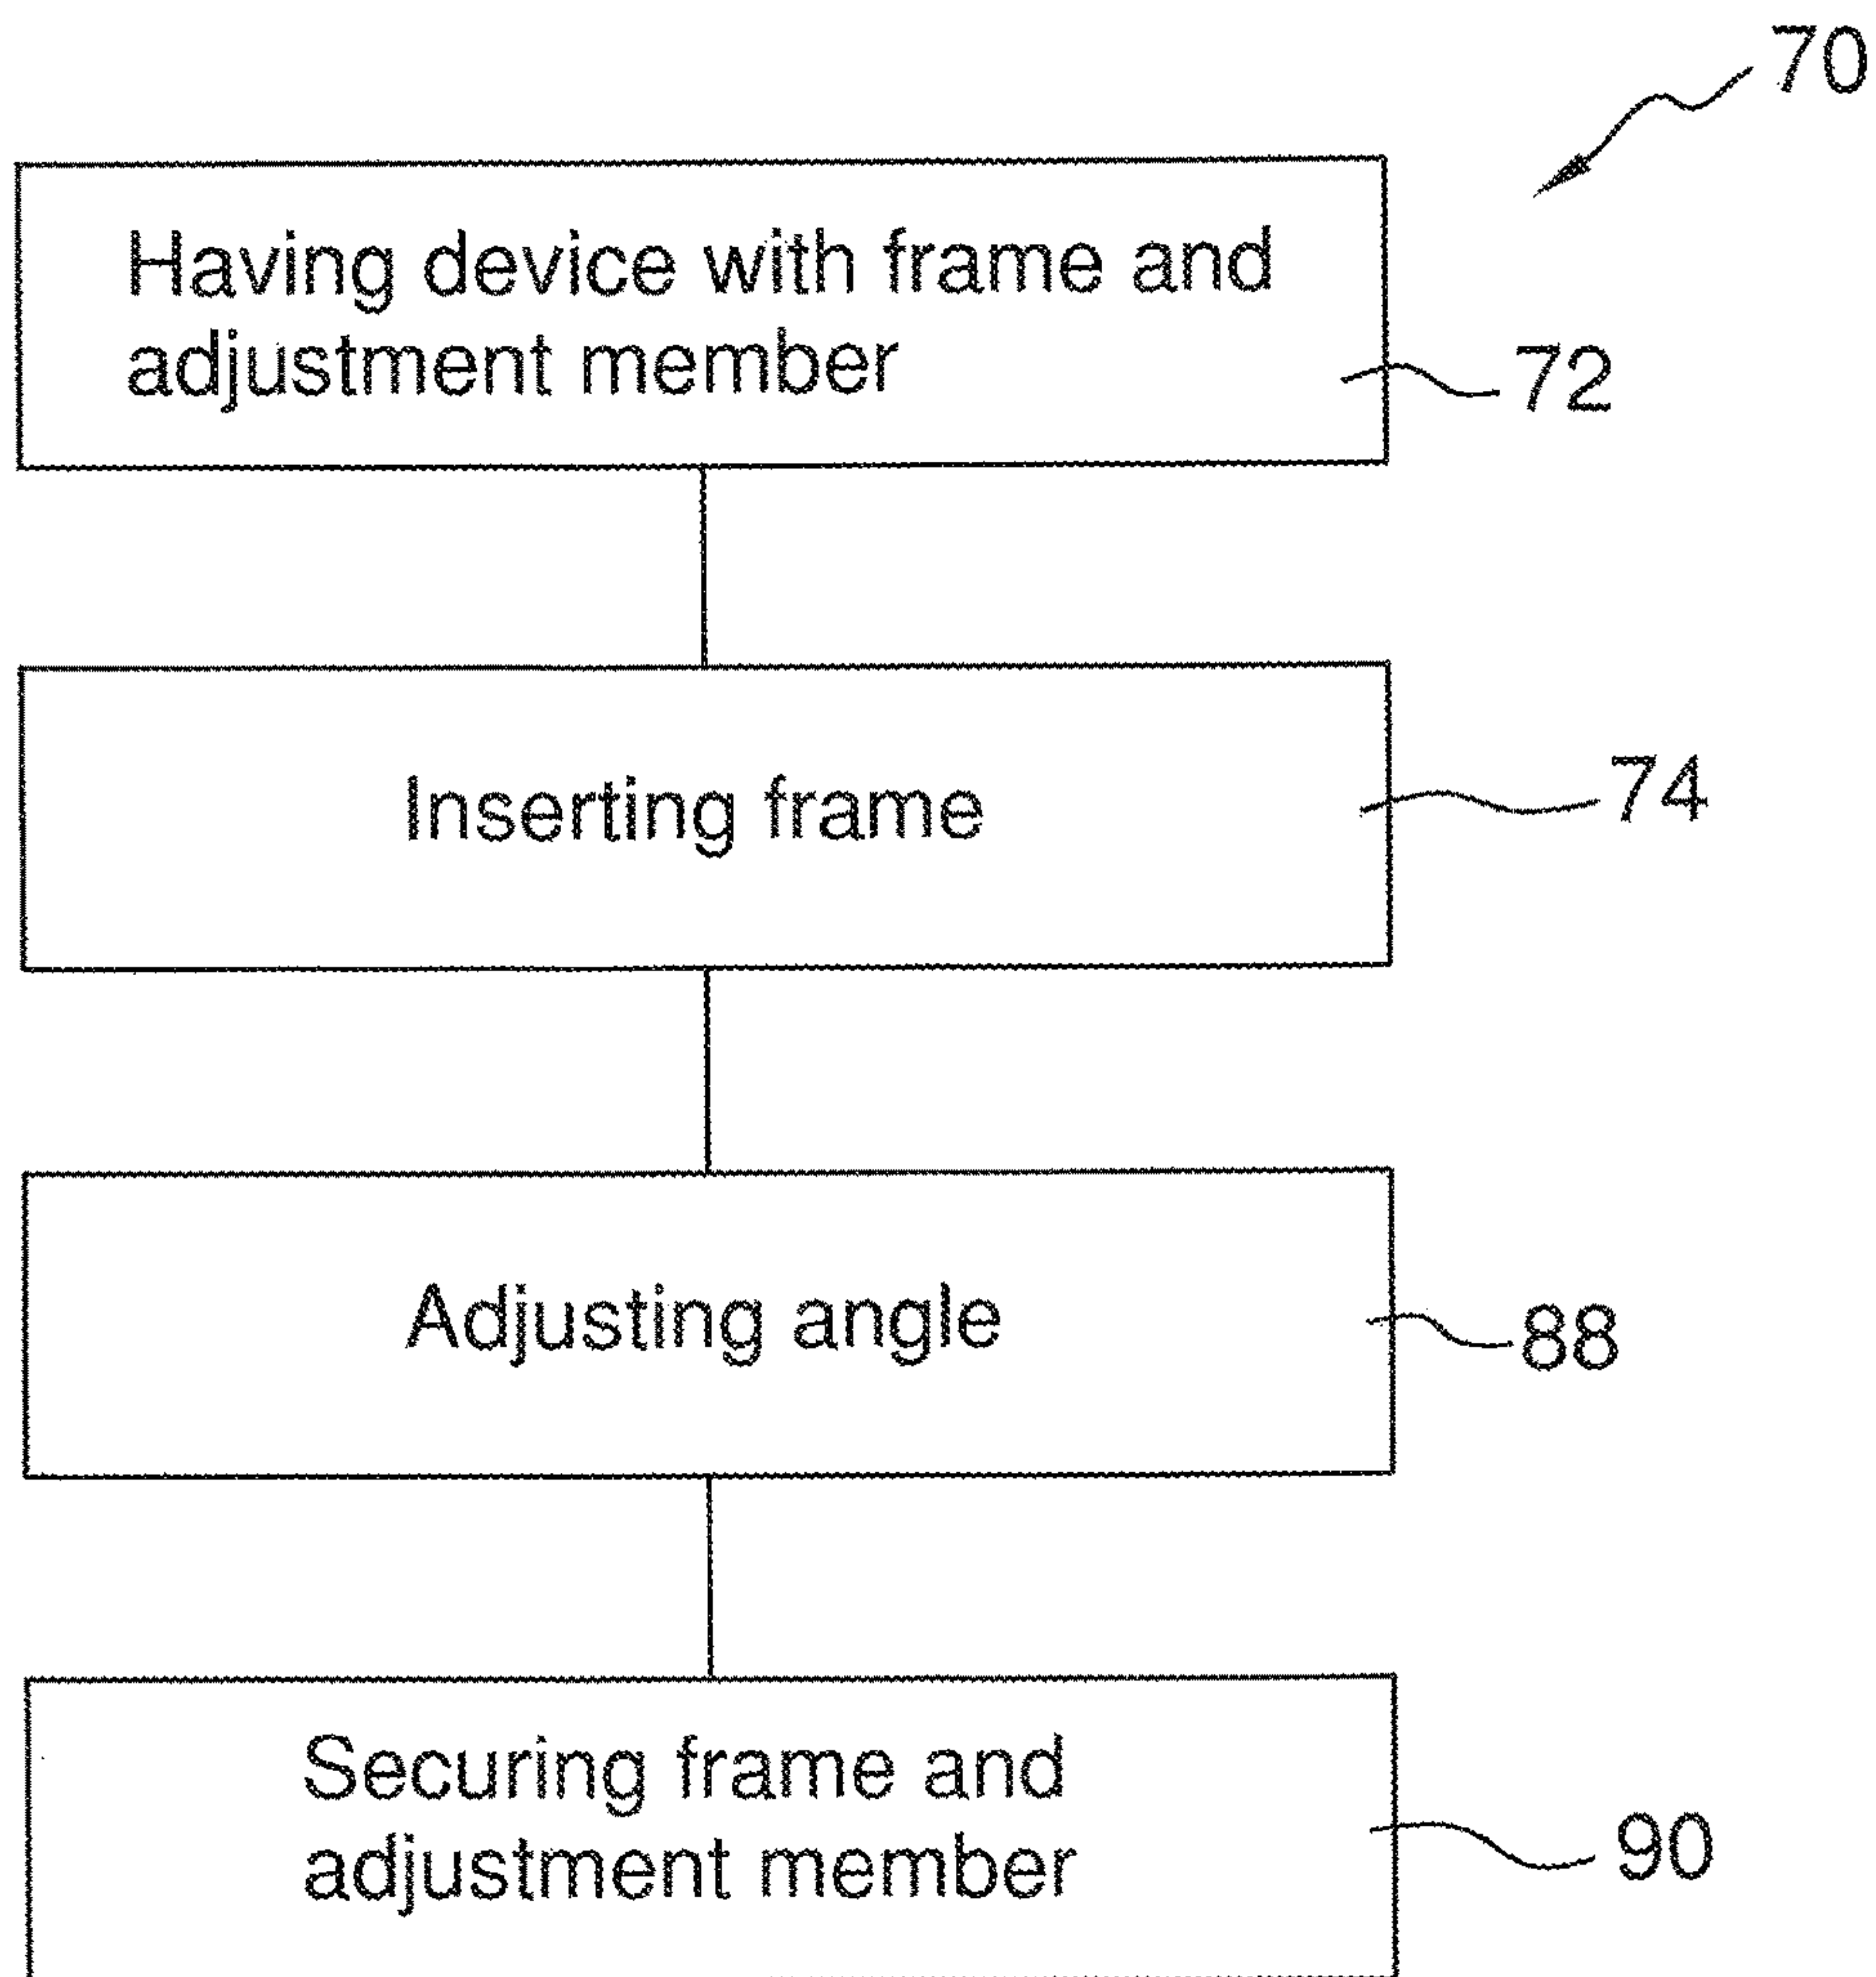 70
Having device with frame and
adjustment member
72
Inserting frame
74
Adjusting angle
88
Securing frame and
adjustment member
90